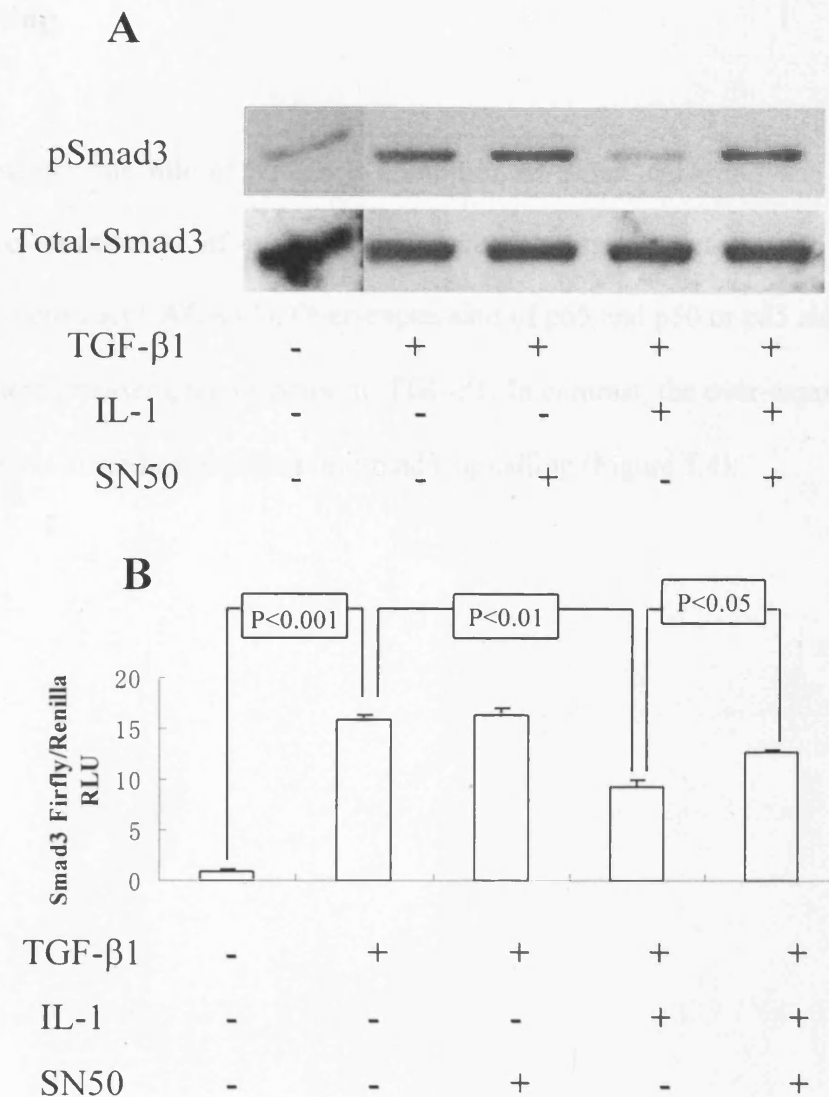 A
pSmad3
Total-Smad3
TGF-β1 - + + + +
IL-1 - - - + +
SN50 - - + - +
B
P<0.001 P<0.01 P<0.05
Smad3 Firfly/Renilla
RLU
20
15
10
5
0
TGF-β1 - + + + +
IL-1 - - - + +
SN50 - - + - +